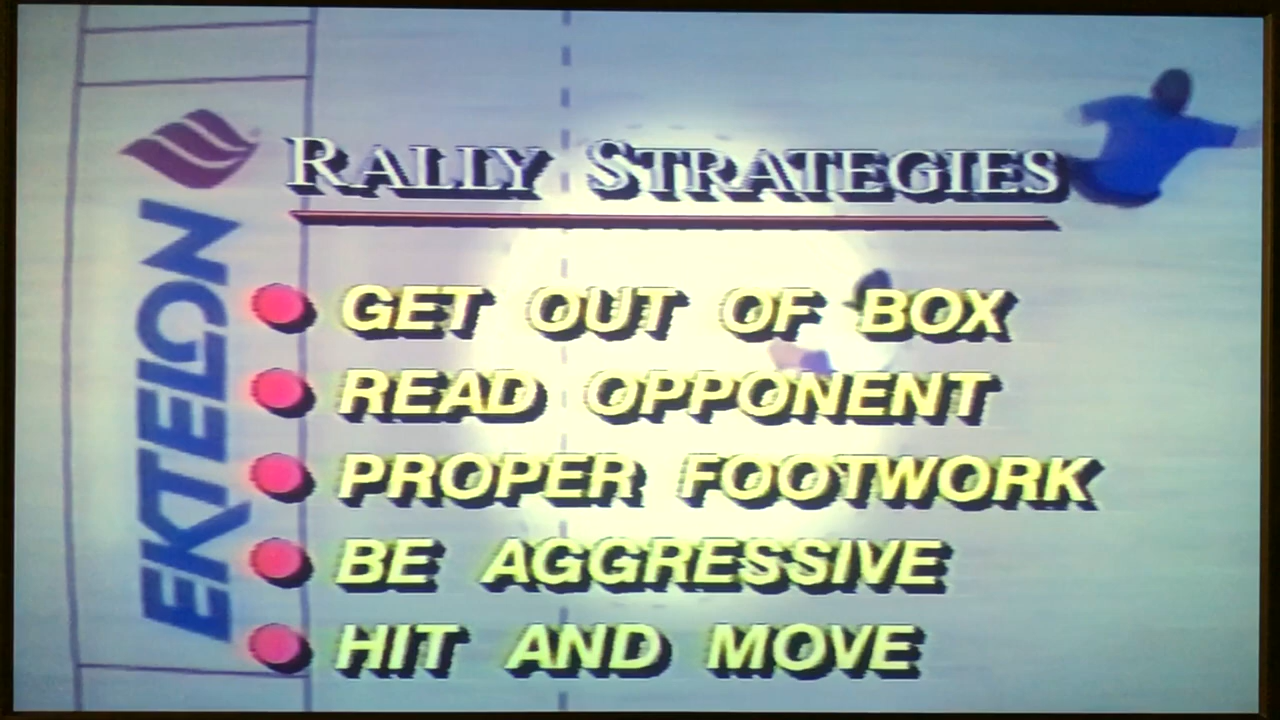 RALLY STRATEGIES
GET OUT OF BOX
READ OPPONENT
PROPER FOOTWORK
BE AGGRESSIVE
HIT AND MOVE
EKTELON